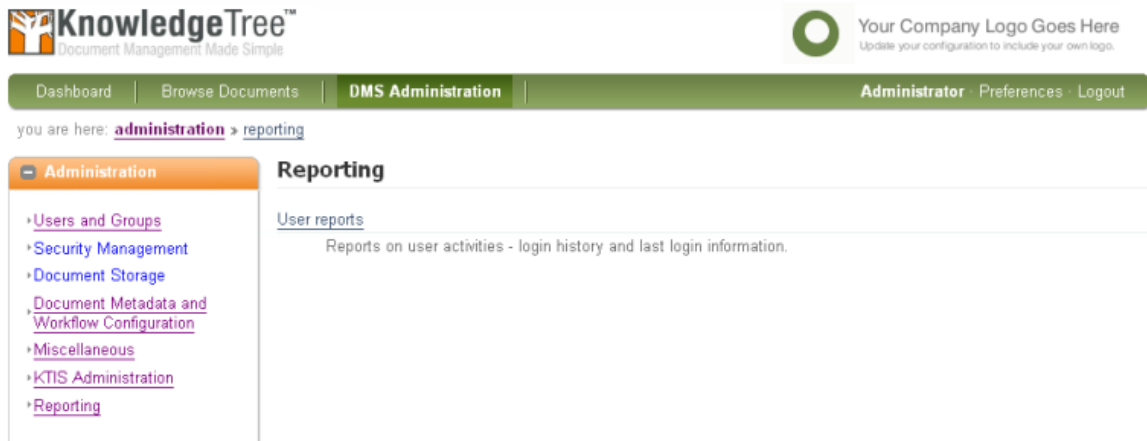 KnowledgeTree™
Document Management Made Simple
Your Company Logo Goes Here
Update your configuration to include your own logo.
Dashboard Browse Documents DMS Administration Administrator · Preferences · Logout
you are here: administration » reporting
Administration
Reporting
Users and Groups
Security Management
Document Storage
Document Metadata and
Workflow Configuration
Miscellaneous
KTIS Administration
Reporting
User reports
Reports on user activities - login history and last login information.